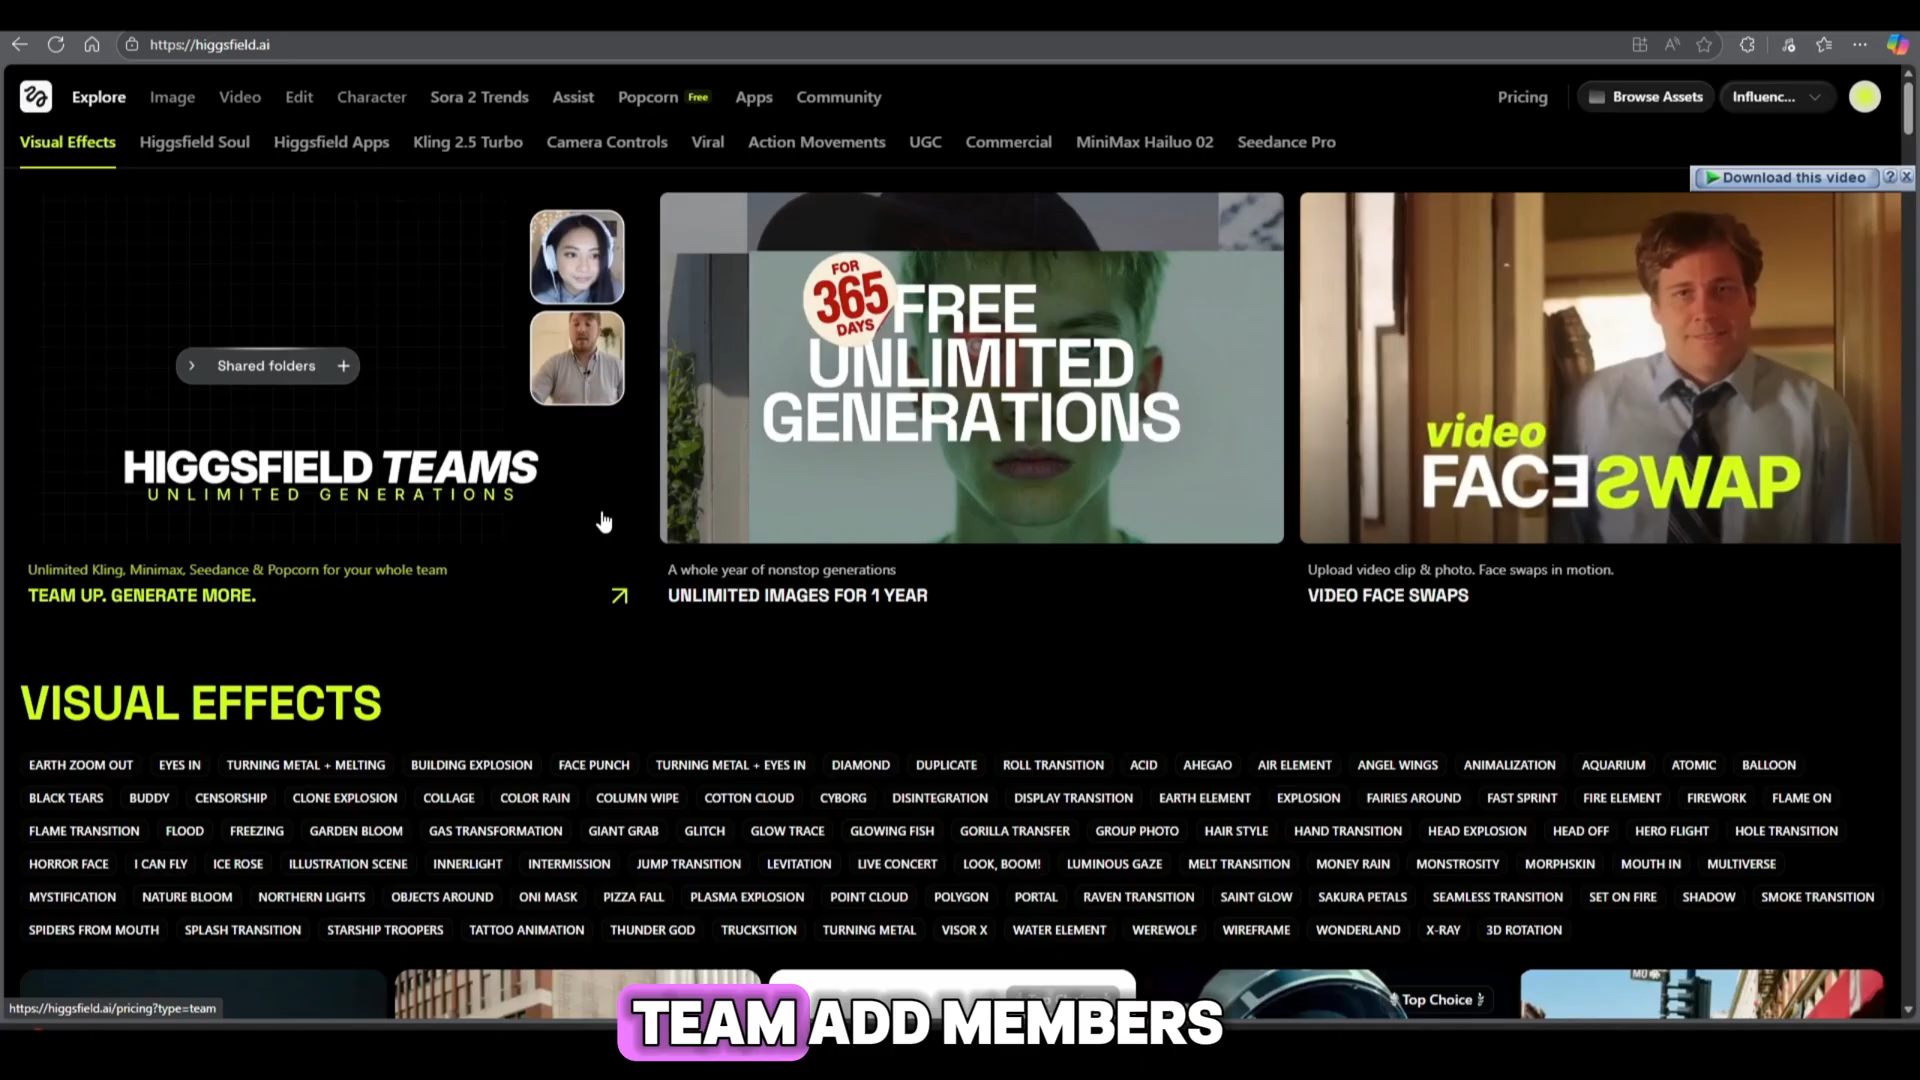 https://higgsfield.ai
Explore Image Video Edit Character Sora 2 Trends Assist Popcorn Free Apps Community Pricing Browse Assets Influenc...
Visual Effects Higgsfield Soul Higgsfield Apps Kling 2.5 Turbo Camera Controls Viral Action Movements UGC Commercial MiniMax Hailuo 02 Seedance Pro
Download this video
Shared folders
HIGGSFIELD TEAMS
UNLIMITED GENERATIONS
FOR
365
DAYS
FREE
UNLIMITED
GENERATIONS
video
FACE SWAP
Unlimited Kling, Minimax, Seedance & Popcorn for your whole team
TEAM UP. GENERATE MORE.
A whole year of nonstop generations
UNLIMITED IMAGES FOR 1 YEAR
Upload video clip & photo. Face swaps in motion.
VIDEO FACE SWAPS
VISUAL EFFECTS
EARTH ZOOM OUT EYES IN TURNING METAL + MELTING BUILDING EXPLOSION FACE PUNCH TURNING METAL + EYES IN DIAMOND DUPLICATE ROLL TRANSITION ACID AHEGAO AIR ELEMENT ANGEL WINGS ANIMALIZATION AQUARIUM ATOMIC BALLOON
BLACK TEARS BUDDY CENSORSHIP CLONE EXPLOSION COLLAGE COLOR RAIN COLUMN WIPE COTTON CLOUD CYBORG DISINTEGRATION DISPLAY TRANSITION EARTH ELEMENT EXPLOSION FAIRIES AROUND FAST SPRINT FIRE ELEMENT FIREWORK FLAME ON
FLAME TRANSITION FLOOD FREEZING GARDEN BLOOM GAS TRANSFORMATION GIANT GRAB GLITCH GLOW TRACE GLOWING FISH GORILLA TRANSFER GROUP PHOTO HAIR STYLE HAND TRANSITION HEAD EXPLOSION HEAD OFF HERO FLIGHT HOLE TRANSITION
HORROR FACE I CAN FLY ICE ROSE ILLUSTRATION SCENE INNERLIGHT INTERMISSION JUMP TRANSITION LEVITATION LIVE CONCERT LOOK, BOOM! LUMINOUS GAZE MELT TRANSITION MONEY RAIN MONSTROSITY MORPHSKIN MOUTH IN MULTIVERSE
MYSTIFICATION NATURE BLOOM NORTHERN LIGHTS OBJECTS AROUND ONI MASK PIZZA FALL PLASMA EXPLOSION POINT CLOUD POLYGON PORTAL RAVEN TRANSITION SAINT GLOW SAKURA PETALS SEAMLESS TRANSITION SET ON FIRE SHADOW SMOKE TRANSITION
SPIDERS FROM MOUTH SPLASH TRANSITION STARSHIP TROOPERS TATTOO ANIMATION THUNDER GOD TRUCKSITION TURNING METAL VISOR X WATER ELEMENT WEREWOLF WIREFRAME WONDERLAND X-RAY 3D ROTATION
Top Choice
https://higgsfield.ai/pricing?type=team
TEAM ADD MEMBERS